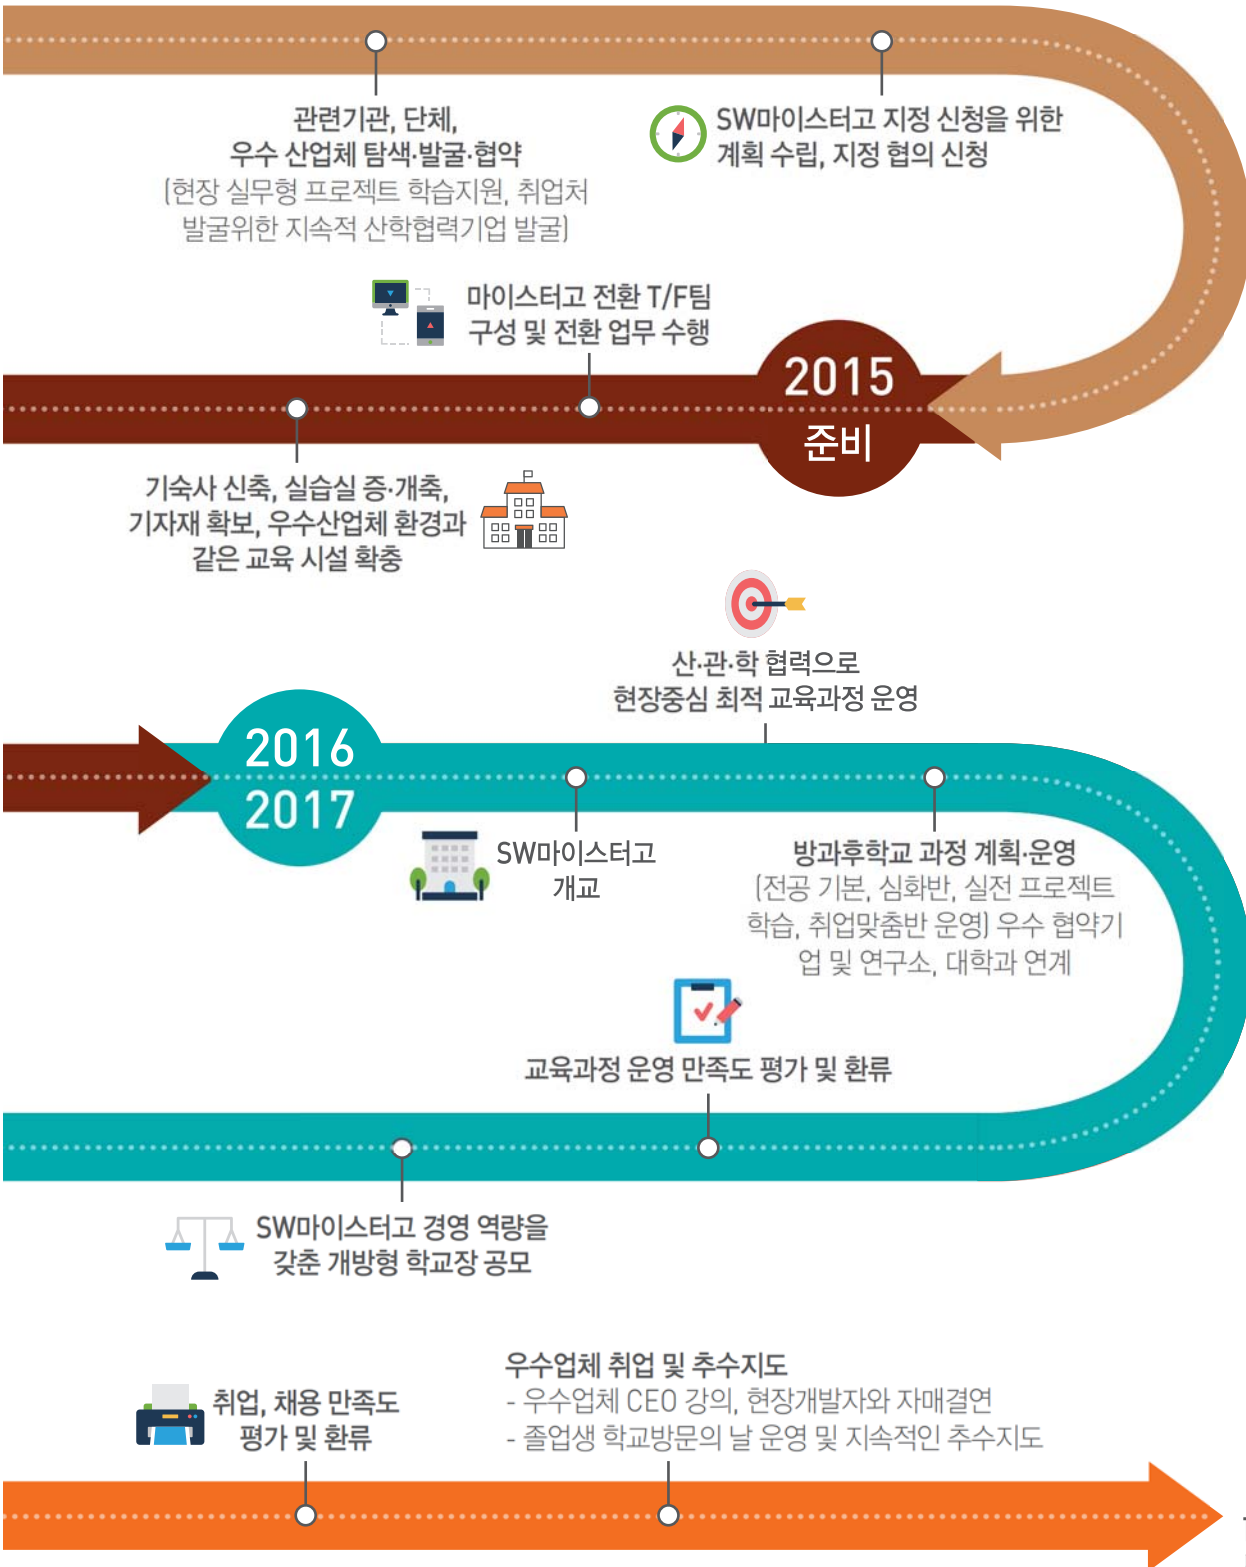 관련기관, 단체,
우수 산업체 탐색·발굴·협약
(현장 실무형 프로젝트 학습지원, 취업처
발굴위한 지속적 산학협력기업 발굴)
SW마이스터고 지정 신청을 위한
계획 수립, 지정 협의 신청
마이스터고 전환 T/F팀
구성 및 전환 업무 수행
2015
준비
기숙사 신축, 실습실 증·개축,
기자재 확보, 우수산업체 환경과
같은 교육 시설 확충
산·관·학 협력으로
현장중심 최적 교육과정 운영
2016
2017
SW마이스터고
개교
방과후학교 과정 계획·운영
(전공 기본, 심화반, 실전 프로젝트
학습, 취업맞춤반 운영) 우수 협약기
업 및 연구소, 대학과 연계
교육과정 운영 만족도 평가 및 환류
SW마이스터고 경영 역량을
갖춘 개방형 학교장 공모
취업, 채용 만족도
평가 및 환류
우수업체 취업 및 추수지도
- 우수업체 CEO 강의, 현장개발자와 자매결연
- 졸업생 학교방문의 날 운영 및 지속적인 추수지도